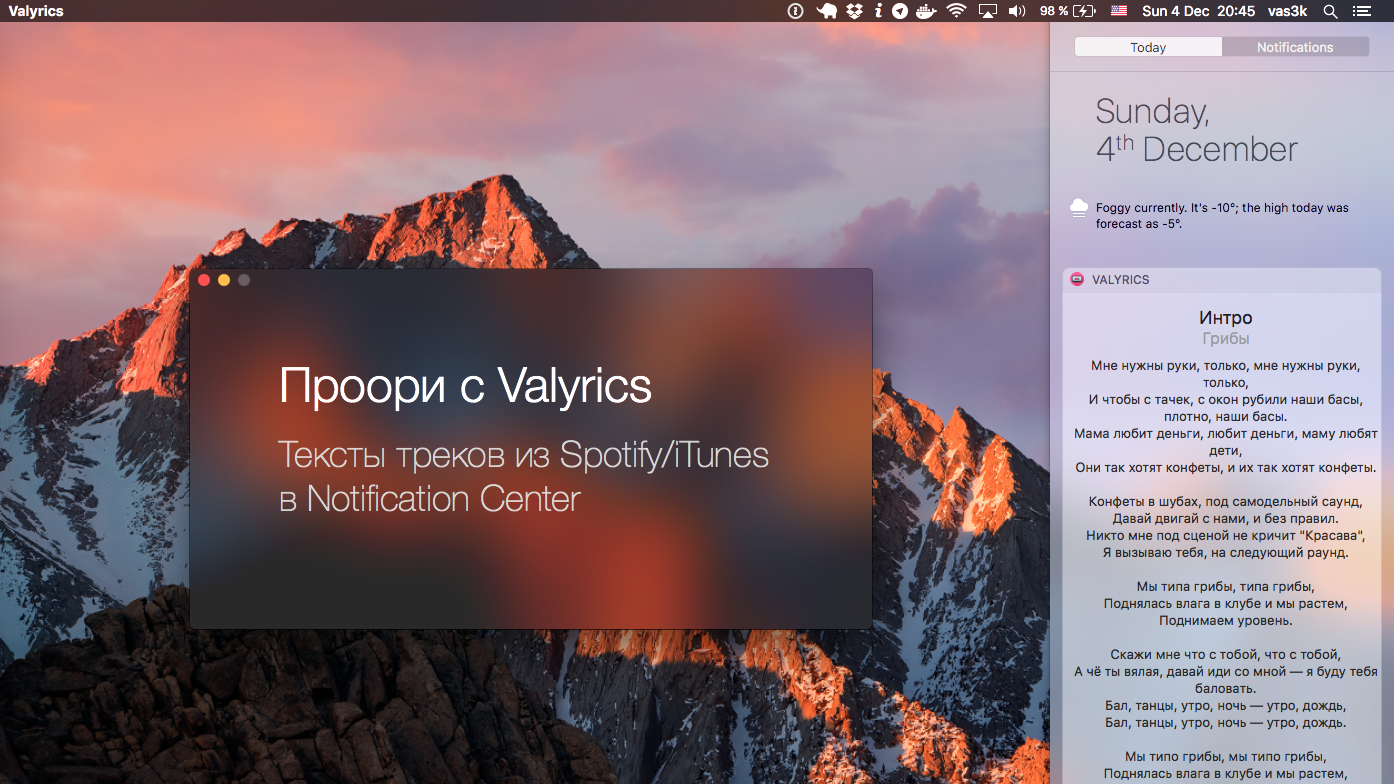 Valyrics
98 %
Sun 4 Dec 20:45
vas3k
Today
Notifications
Sunday,
4th December
Foggy currently. It's -10°; the high today was
forecast as -5°.
Проори с Valyrics
Тексты треков из Spotify/iTunes
в Notification Center
VALYRICS
Интро
Грибы
Мне нужны руки, только, мне нужны руки,
только,
И чтобы с тачек, с окон рубили наши басы,
плотно, наши басы.
Мама любит деньги, любит деньги, маму любят
дети,
Они так хотят конфеты, и их так хотят конфеты.
Конфеты в шубах, под самодельный саунд,
Давай двигай с нами, и без правил.
Никто мне под сценой не кричит "Красава",
Я вызываю тебя, на следующий раунд.
Мы типа грибы, типа грибы,
Поднялась влага в клубе и мы растем,
Поднимаем уровень.
Скажи мне что с тобой, что с тобой,
А чё ты вялая, давай иди со мной — я буду тебя
баловать.
Бал, танцы, утро, ночь — утро, дождь,
Бал, танцы, утро, ночь — утро, дождь.
Мы типо грибы, мы типо грибы,
Поднялась влага в клубе и мы растем,